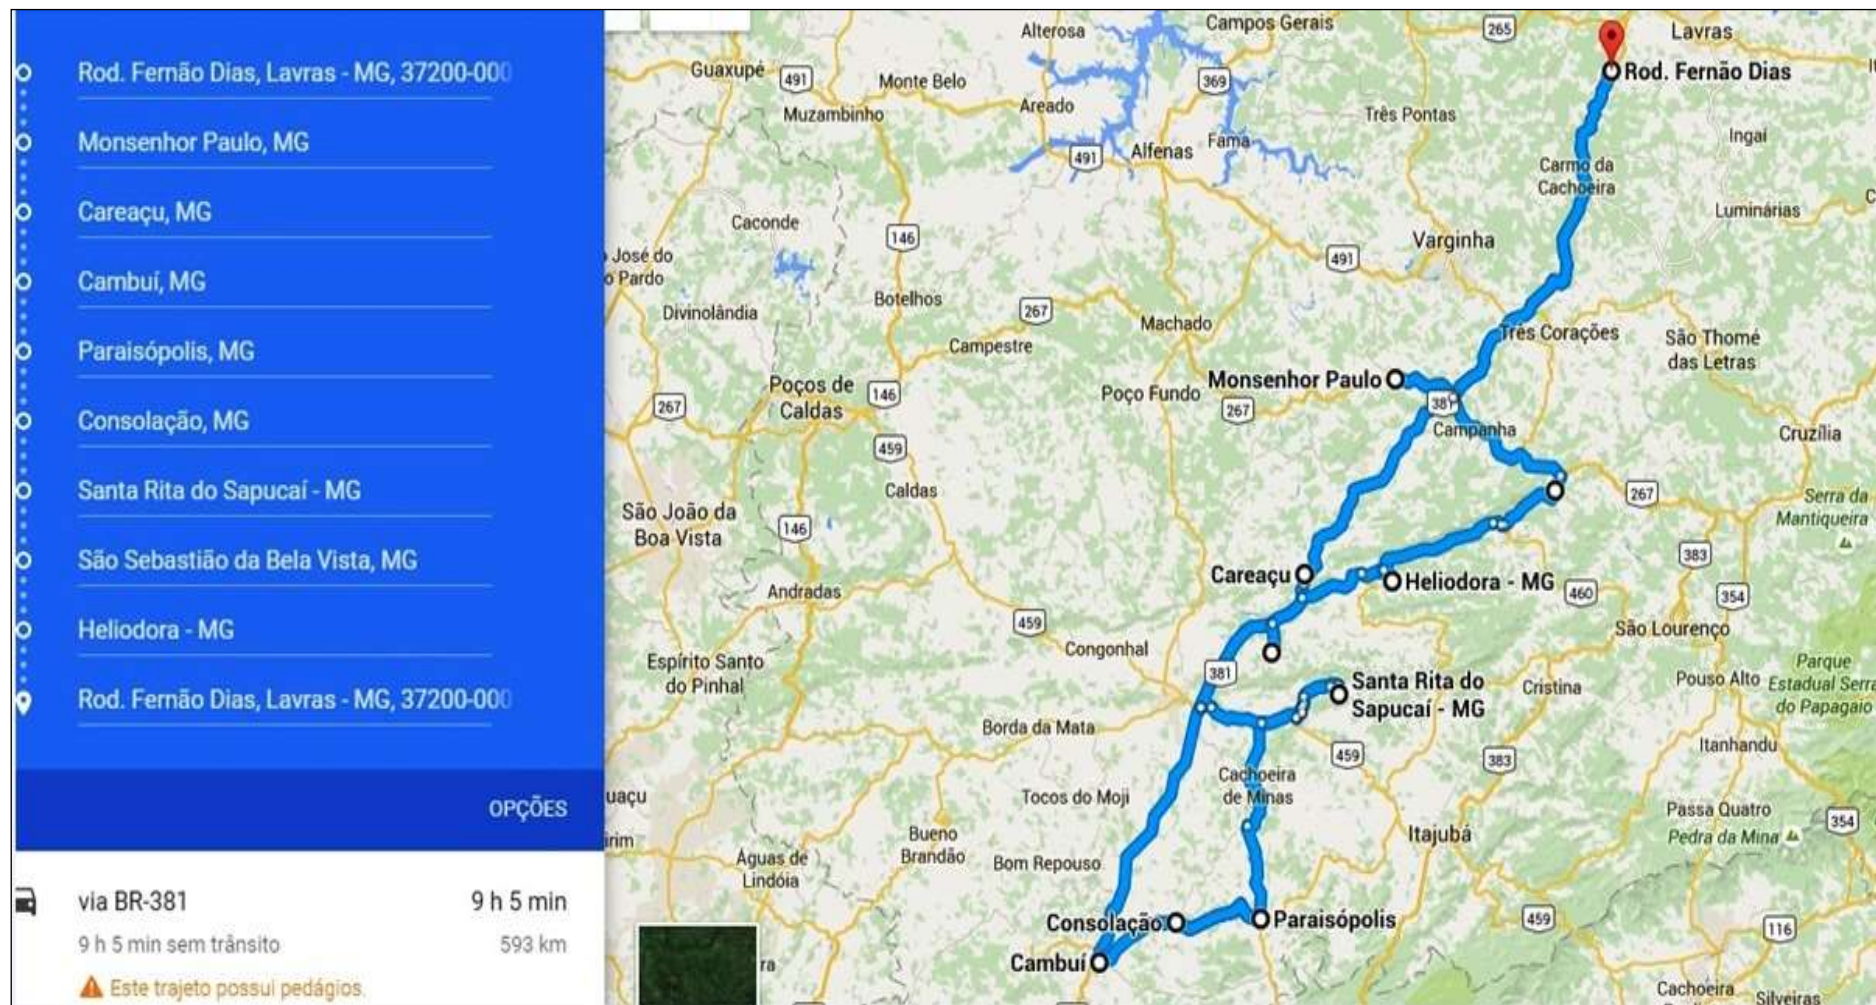 Rod. Fernão Dias, Lavras - MG, 37200-000
Monsenhor Paulo, MG
Careaçu, MG
Cambuí, MG
Paraisópolis, MG
Consolação, MG
Santa Rita do Sapucaí - MG
São Sebastião da Bela Vista, MG
Heliodora - MG
Rod. Fernão Dias, Lavras - MG, 37200-000
OPÇÕES
via BR-381
9 h 5 min
9 h 5 min sem trânsito
593 km
Este trajeto possui pedágios.
Alterosa
Campos Gerais
265
Lavras
Guaxupé
491
Monte Belo
369
Rod. Fernão Dias
Muzambinho
Areado
Três Pontas
Fama
Ingaí
491
Alfenas
Carmo da
Cachoeira
Caconde
Luminárias
146
Varginha
José do
o Pardo
491
Botelhos
267
Divinolândia
Machado
Três Corações
São Thomé
das Letras
Campestre
Monsenhor Paulo
Poços de
Caldas
146
Poço Fundo
267
267
381
Campanha
Cruzília
459
Caldas
267
Serra da
Mantiqueira
São João da
Boa Vista
146
383
Careaçu
Heliodora - MG
Andradas
460
354
459
São Lourenço
Congonhal
Espírito Santo
do Pinhal
381
Santa Rita do
Sapucaí - MG
Cristina
Pouso Alto
Parque
Estadual Serra
do Papagaio
Borda da Mata
459
383
Itanhandu
Cachoeira
de Minas
uaçu
Tocos do Moji
Passa Quatro
354
Pedra da Mina
irim
Bueno
Brandão
Itajubá
Águas de
Lindóia
Bom Repouso
Consolação
Paraisópolis
459
116
Cambuí
ra
Cachoeira
Silveiras